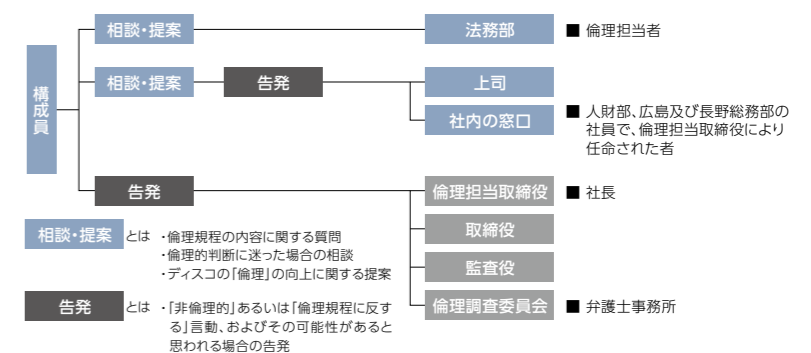 相談・提案
法務部
■ 倫理担当者
構成員
相談・提案
告発
上司
社内の窓口
■ 人財部、広島及び長野総務部の
社員で、倫理担当取締役により
任命された者
告発
倫理担当取締役
■ 社長
取締役
監査役
倫理調査委員会
■ 弁護士事務所
相談・提案 とは ・倫理規程の内容に関する質問
・倫理的判断に迷った場合の相談
・ディスコの「倫理」の向上に関する提案
告発 とは ・「非倫理的」あるいは「倫理規程に反す
る」言動、およびその可能性があると
思われる場合の告発